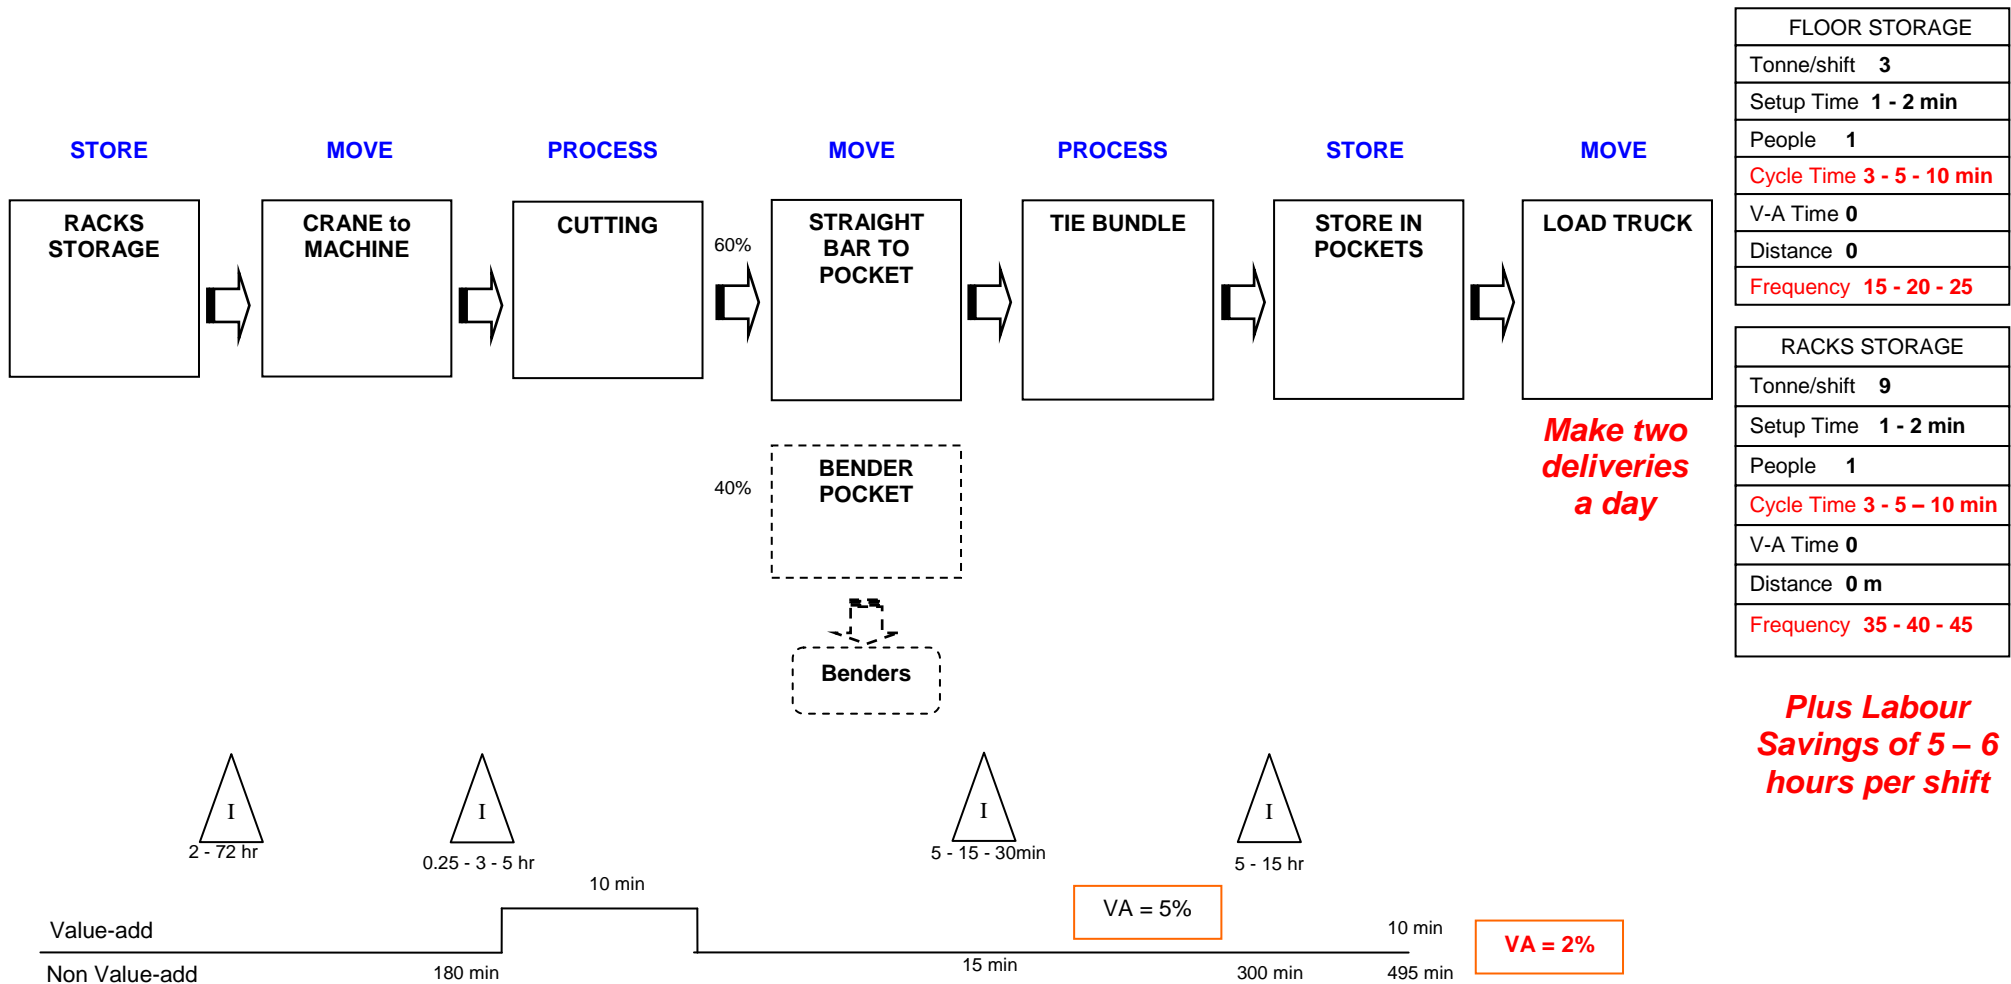 STORE
MOVE
PROCESS
MOVE
PROCESS
STORE
MOVE
RACKS
STORAGE
CRANE to
MACHINE
CUTTING
60%
STRAIGHT
BAR TO
POCKET
TIE BUNDLE
STORE IN
POCKETS
LOAD TRUCK
Make two
deliveries
a day
40%
BENDER
POCKET
Benders
FLOOR STORAGE
Tonne/shift 3
Setup Time 1 - 2 min
People 1
Cycle Time 3 - 5 - 10 min
V-A Time 0
Distance 0
Frequency 15 - 20 - 25
RACKS STORAGE
Tonne/shift 9
Setup Time 1 - 2 min
People 1
Cycle Time 3 - 5 – 10 min
V-A Time 0
Distance 0 m
Frequency 35 - 40 - 45
Plus Labour
Savings of 5 – 6
hours per shift
I
2 - 72 hr
I
0.25 - 3 - 5 hr
I
5 - 15 - 30min
I
5 - 15 hr
10 min
VA = 5%
Value-add
10 min
VA = 2%
Non Value-add
180 min
15 min
300 min
495 min